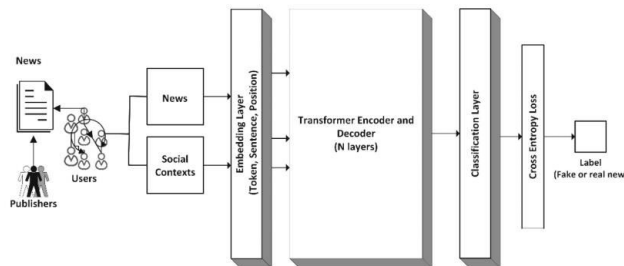 News
Users
Publishers
News
Social
Contexts
Embedding Layer
(Token, Sentence, Position)
Transformer Encoder and
Decoder
(N layers)
Classification Layer
Cross Entropy Loss
Label
(Fake or real new